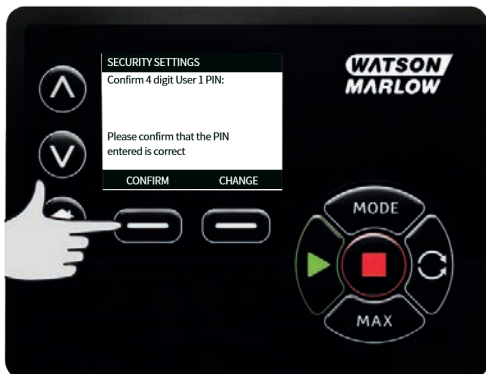 SECURITY SETTINGS
Confirm 4 digit User 1 PIN:
Please confirm that the PIN
entered is correct
CONFIRM CHANGE
WATSON
MARLOW
MODE
MAX